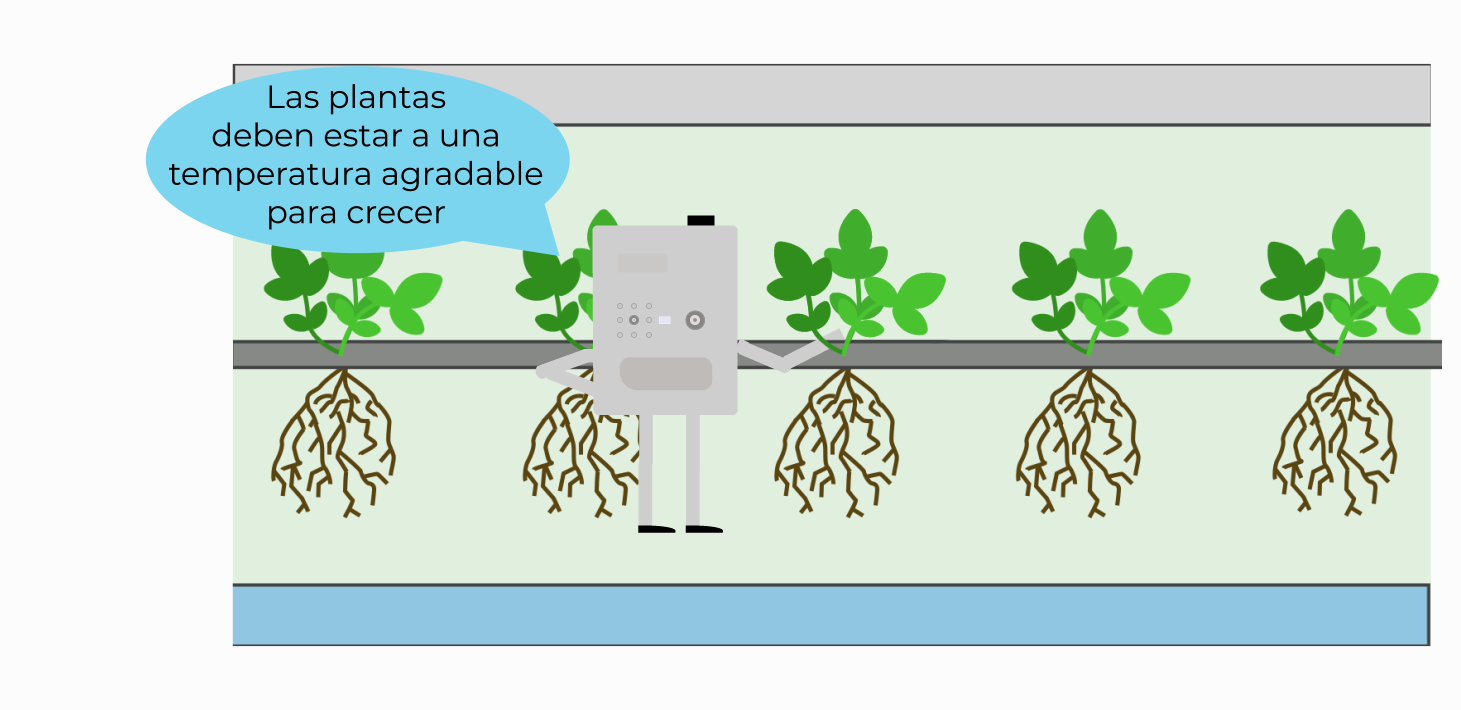 Las plantas
deben estar a una
temperatura agradable
para crecer